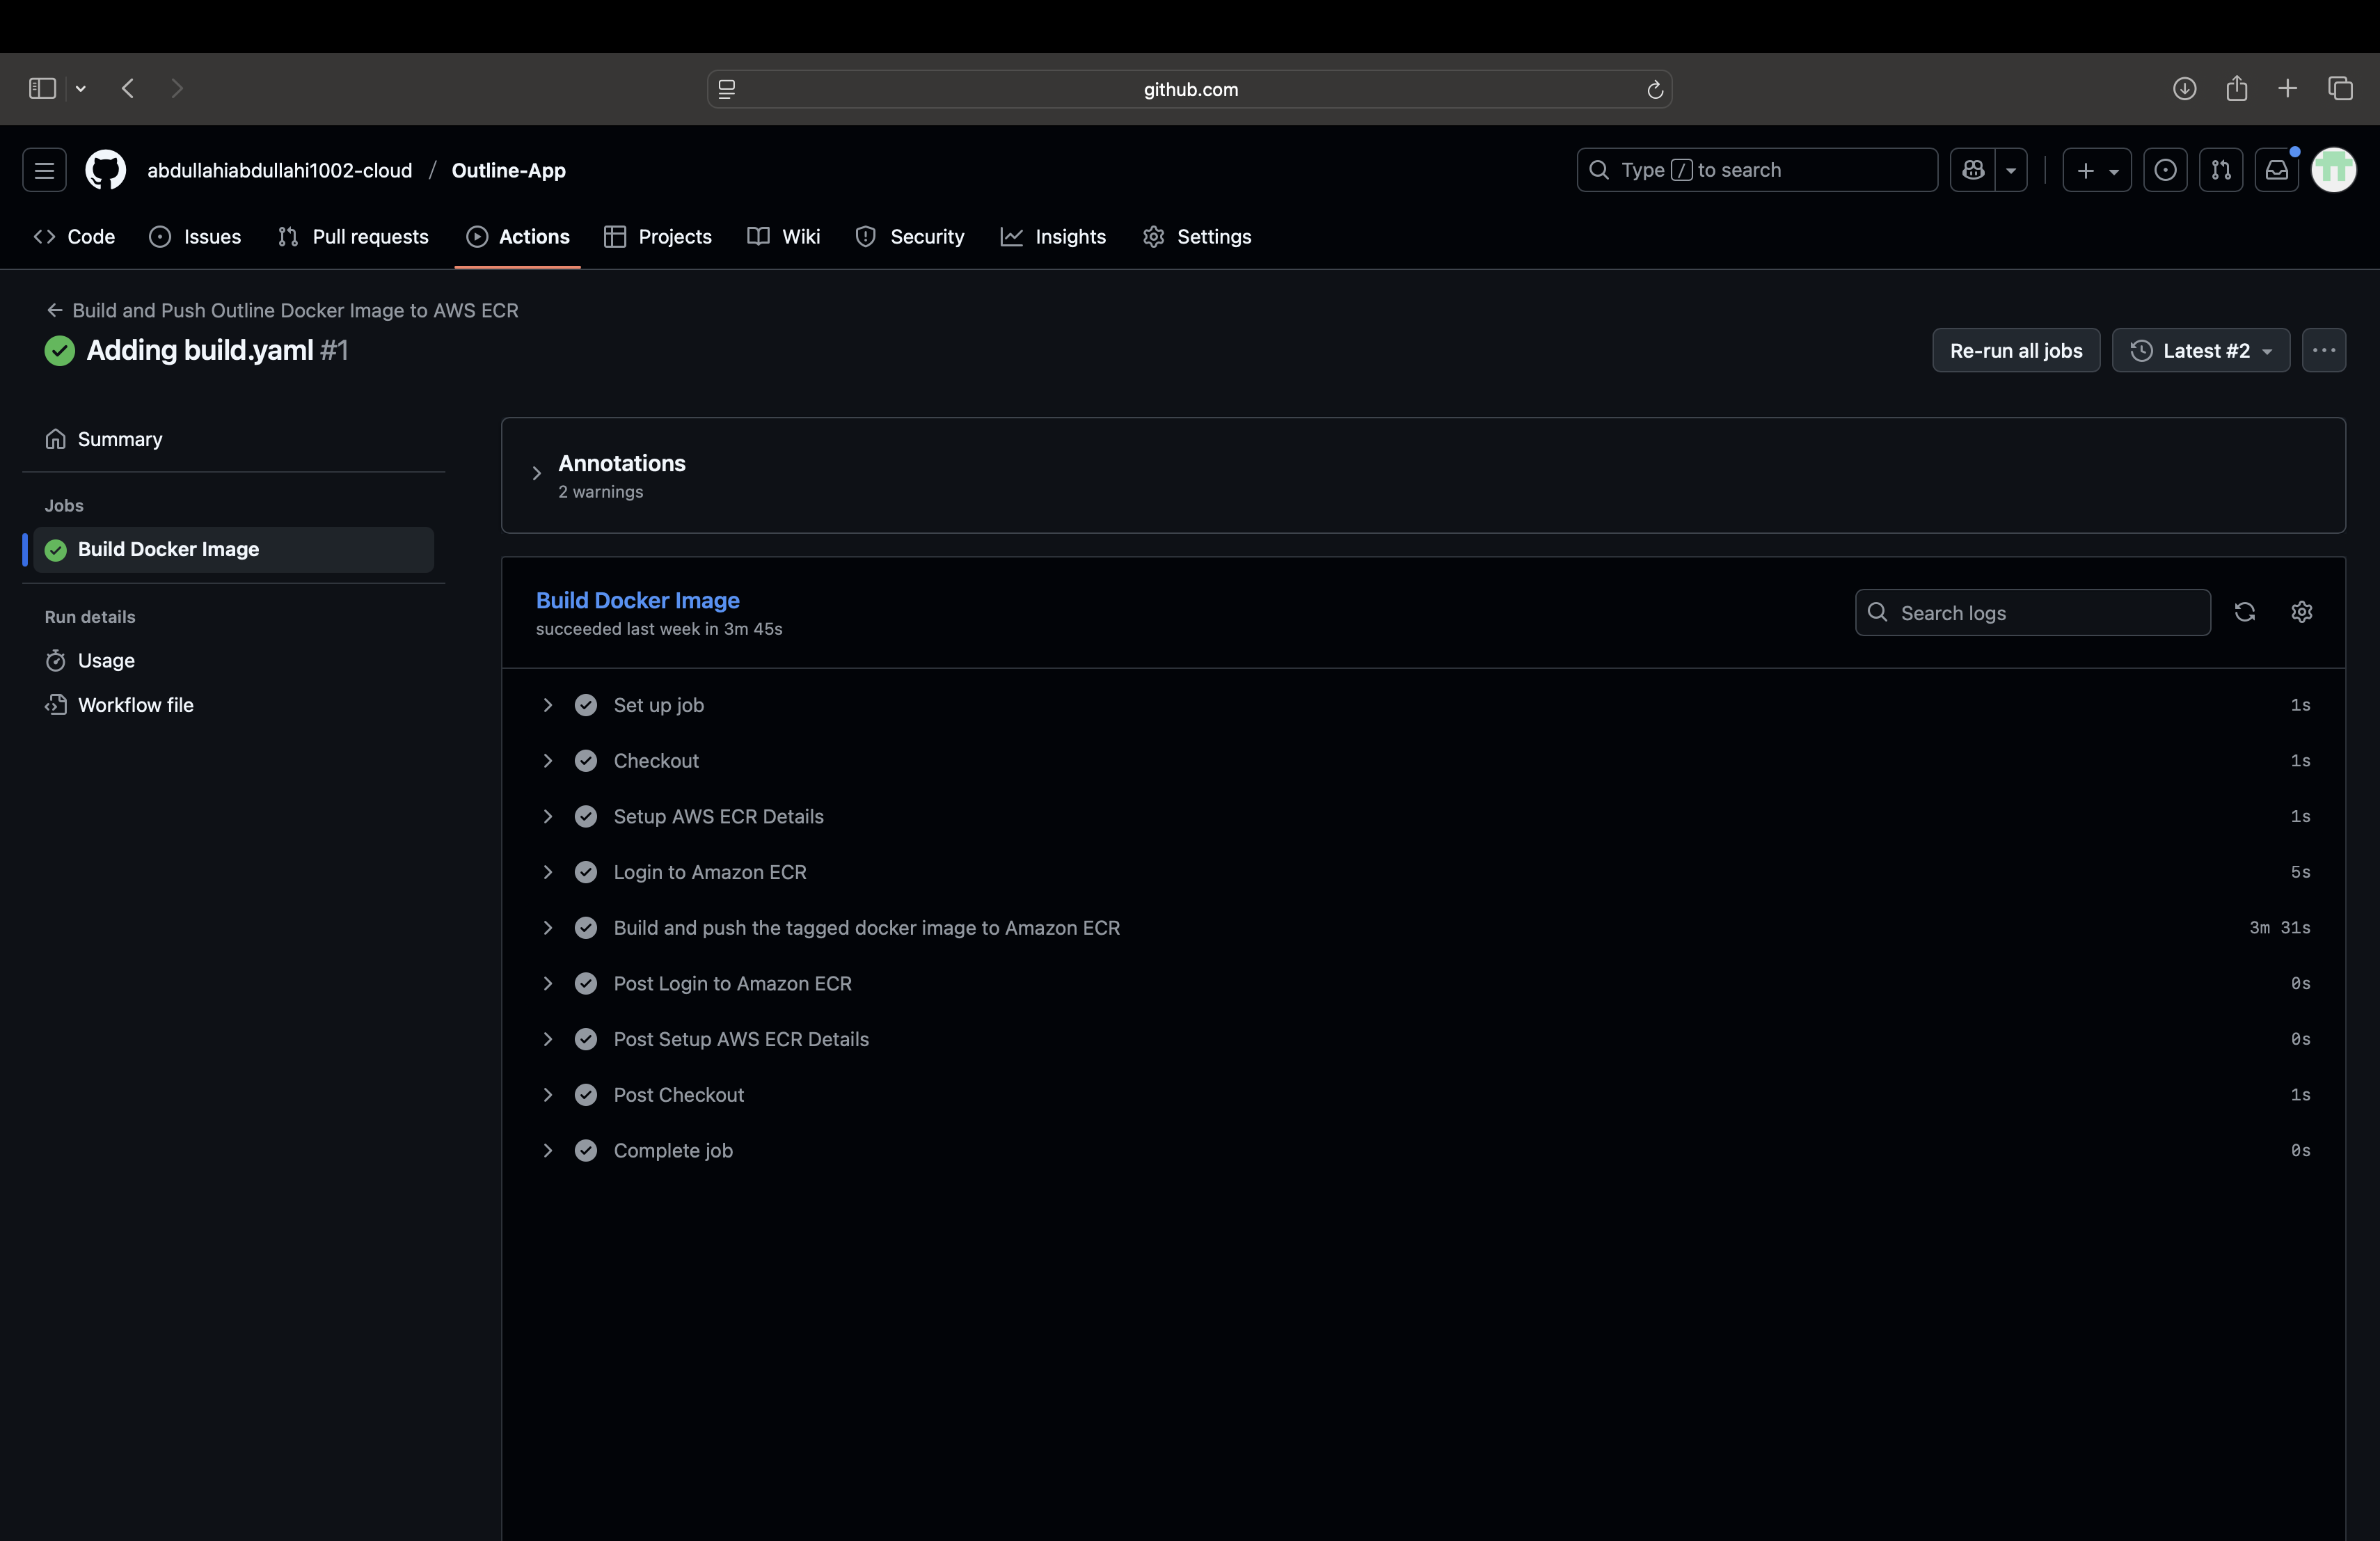 github.com
abdullahiabdullahi1002-cloud / Outline-App
Type / to search
Code Issues Pull requests Actions Projects Wiki Security Insights Settings
Build and Push Outline Docker Image to AWS ECR
Adding build.yaml #1
Re-run all jobs Latest #2
Summary
Jobs
Build Docker Image
Run details
Usage
Workflow file
Annotations
2 warnings
Build Docker Image
succeeded last week in 3m 45s
Search logs
Set up job 1s
Checkout 1s
Setup AWS ECR Details 1s
Login to Amazon ECR 5s
Build and push the tagged docker image to Amazon ECR 3m 31s
Post Login to Amazon ECR 0s
Post Setup AWS ECR Details 0s
Post Checkout 1s
Complete job 0s